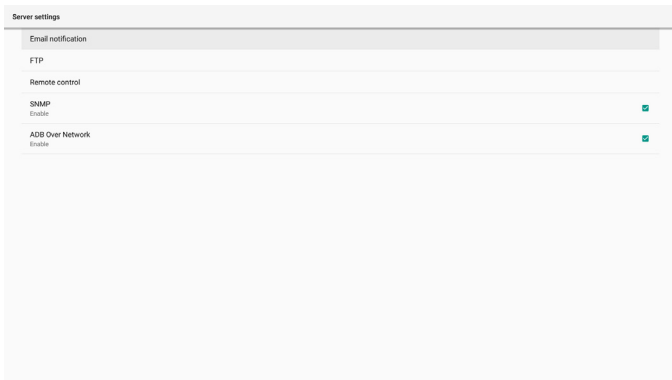 Server settings
Email notification
FTP
Remote control
SNMP
Enable
ADB Over Network
Enable